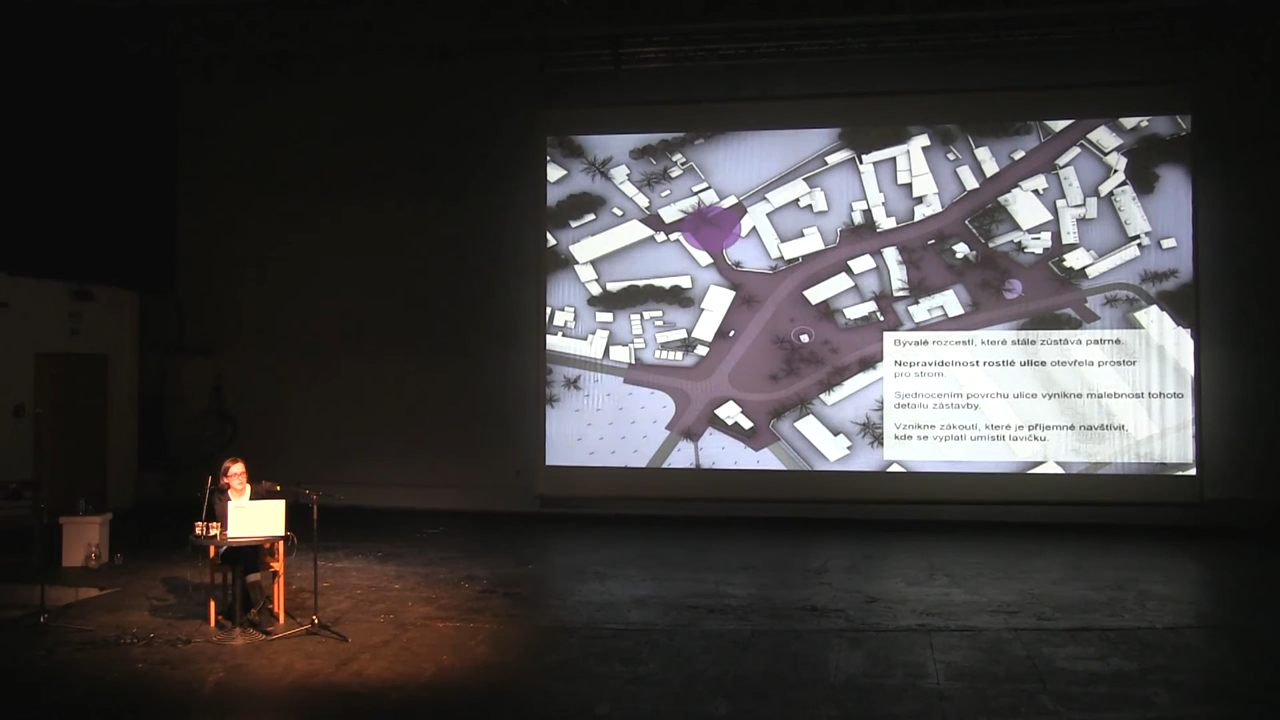 Bývalé rozcestí, které stále zůstává patrné.
Nepravidelnost rostlé ulice otevřela prostor
pro strom.
Sjednocením povrchu ulice vynikne malebnost tohoto
detailu zástavby.
Vznikne zákoutí, které je příjemné navštívit,
kde se vyplatí umístit lavičku.